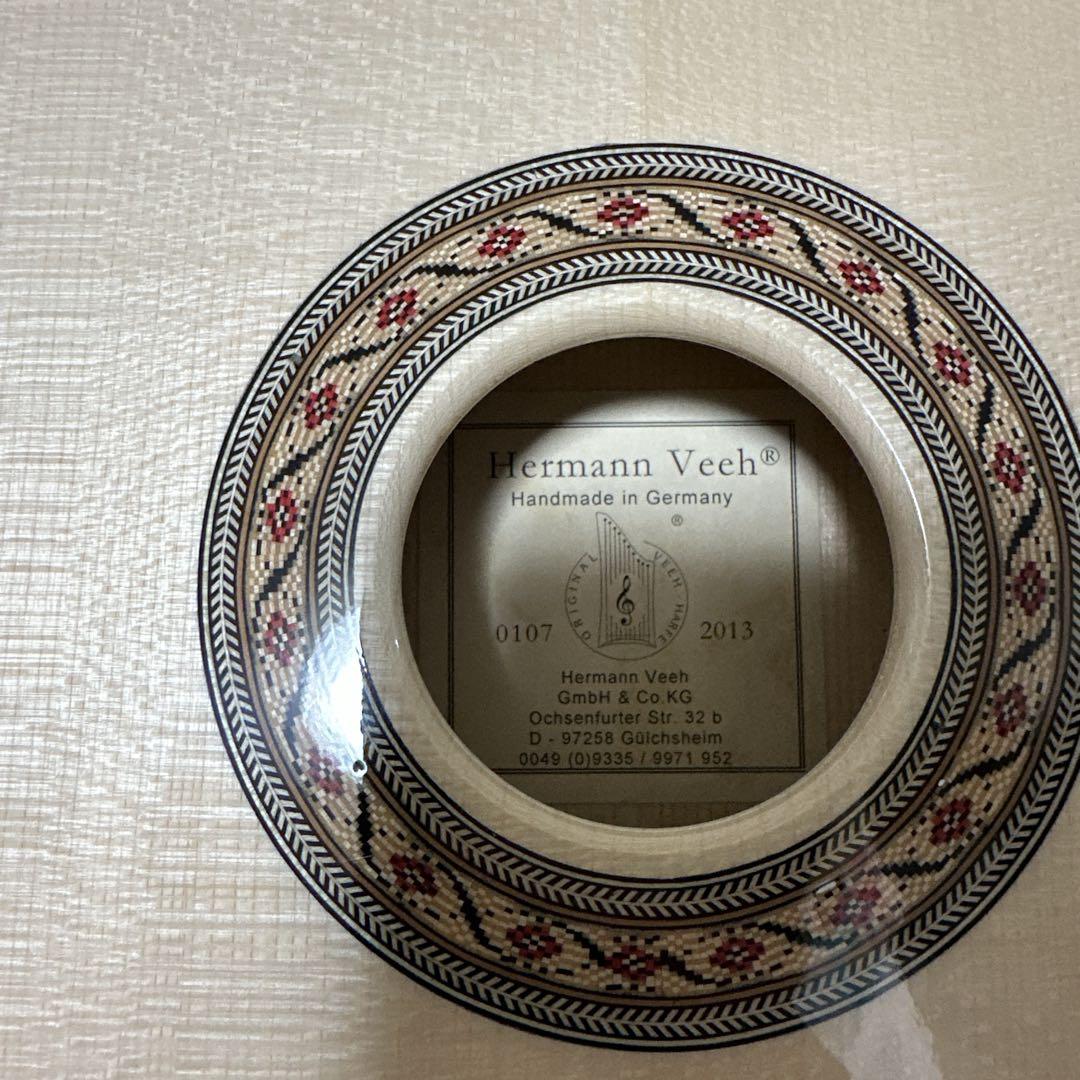 Hermann Veeh®
Handmade in Germany
®
ORIGINAL VEEH-HARFE
0107 2013
Hermann Veeh
GmbH & Co.KG
Ochsenfurter Str. 32 b
D - 97258 Gülchsheim
0049 (0)9335 / 9971 952